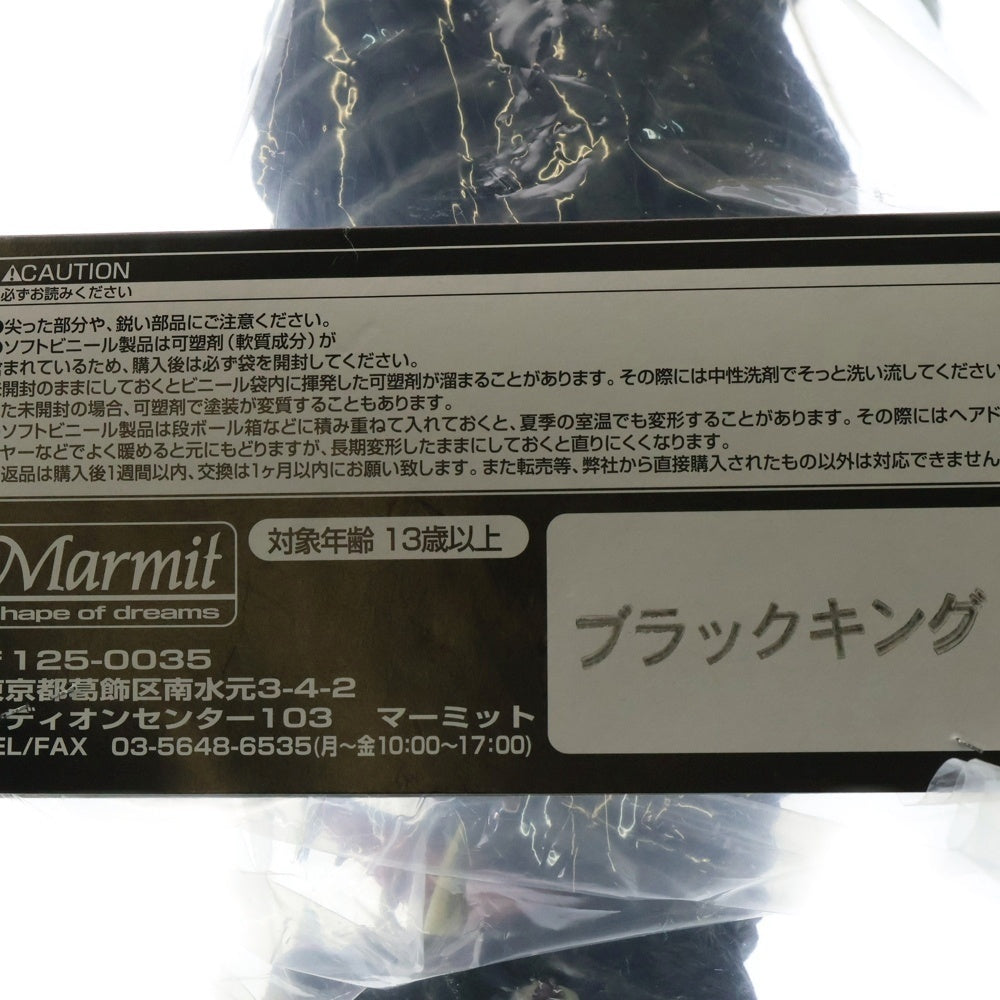 ⚠CAUTION
必ずお読みください
●尖った部分や、鋭い部品にご注意ください。
●ソフトビニール製品は可塑剤(軟質成分)が
含まれているため、購入後は必ず袋を開封してください。
未開封のままにしておくとビニール袋内に揮発した可塑剤が溜まることがあります。その際には中性洗剤でそっと洗い流してください
た未開封の場合、可塑剤で塗装が変質することもあります。
ソフトビニール製品は段ボール箱などに積み重ねて入れておくと、夏季の室温でも変形することがあります。その際にはヘアド
ヤーなどでよく暖めると元にもどりますが、長期変形したままにしておくと直りにくくなります。
返品は購入後1週間以内、交換は1ヶ月以内にお願い致します。また転売等、弊社から直接購入されたもの以外は対応できません
Marmit
hape of dreams
対象年齢 13歳以上
ブラックキング
〒125-0035
東京都葛飾区南水元3-4-2
ディオンセンター103 マーミット
EL/FAX 03-5648-6535(月～金10:00～17:00)